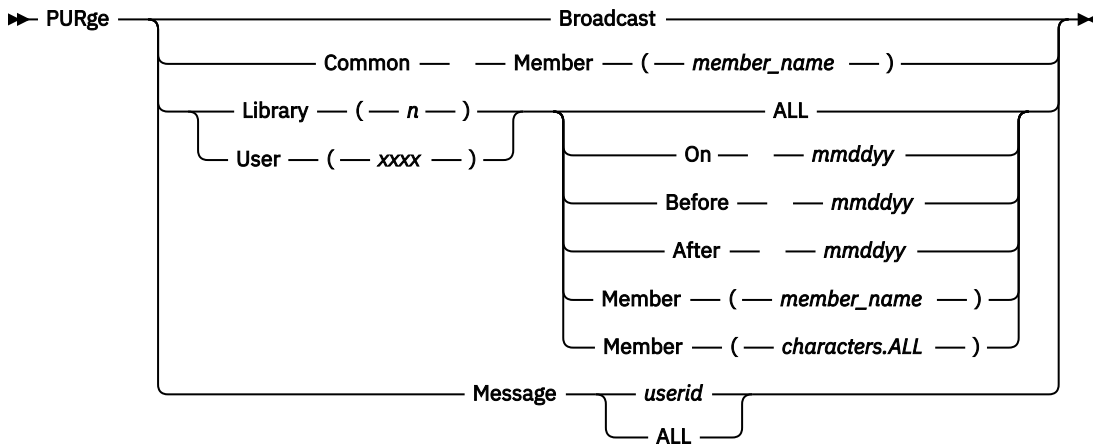 PURge Broadcast
Common Member ( member_name )
Library ( n ) ALL
User ( xxxx ) On mmddyy
Before mmddyy
After mmddyy
Member ( member_name )
Member ( characters.ALL )
Message userid
ALL